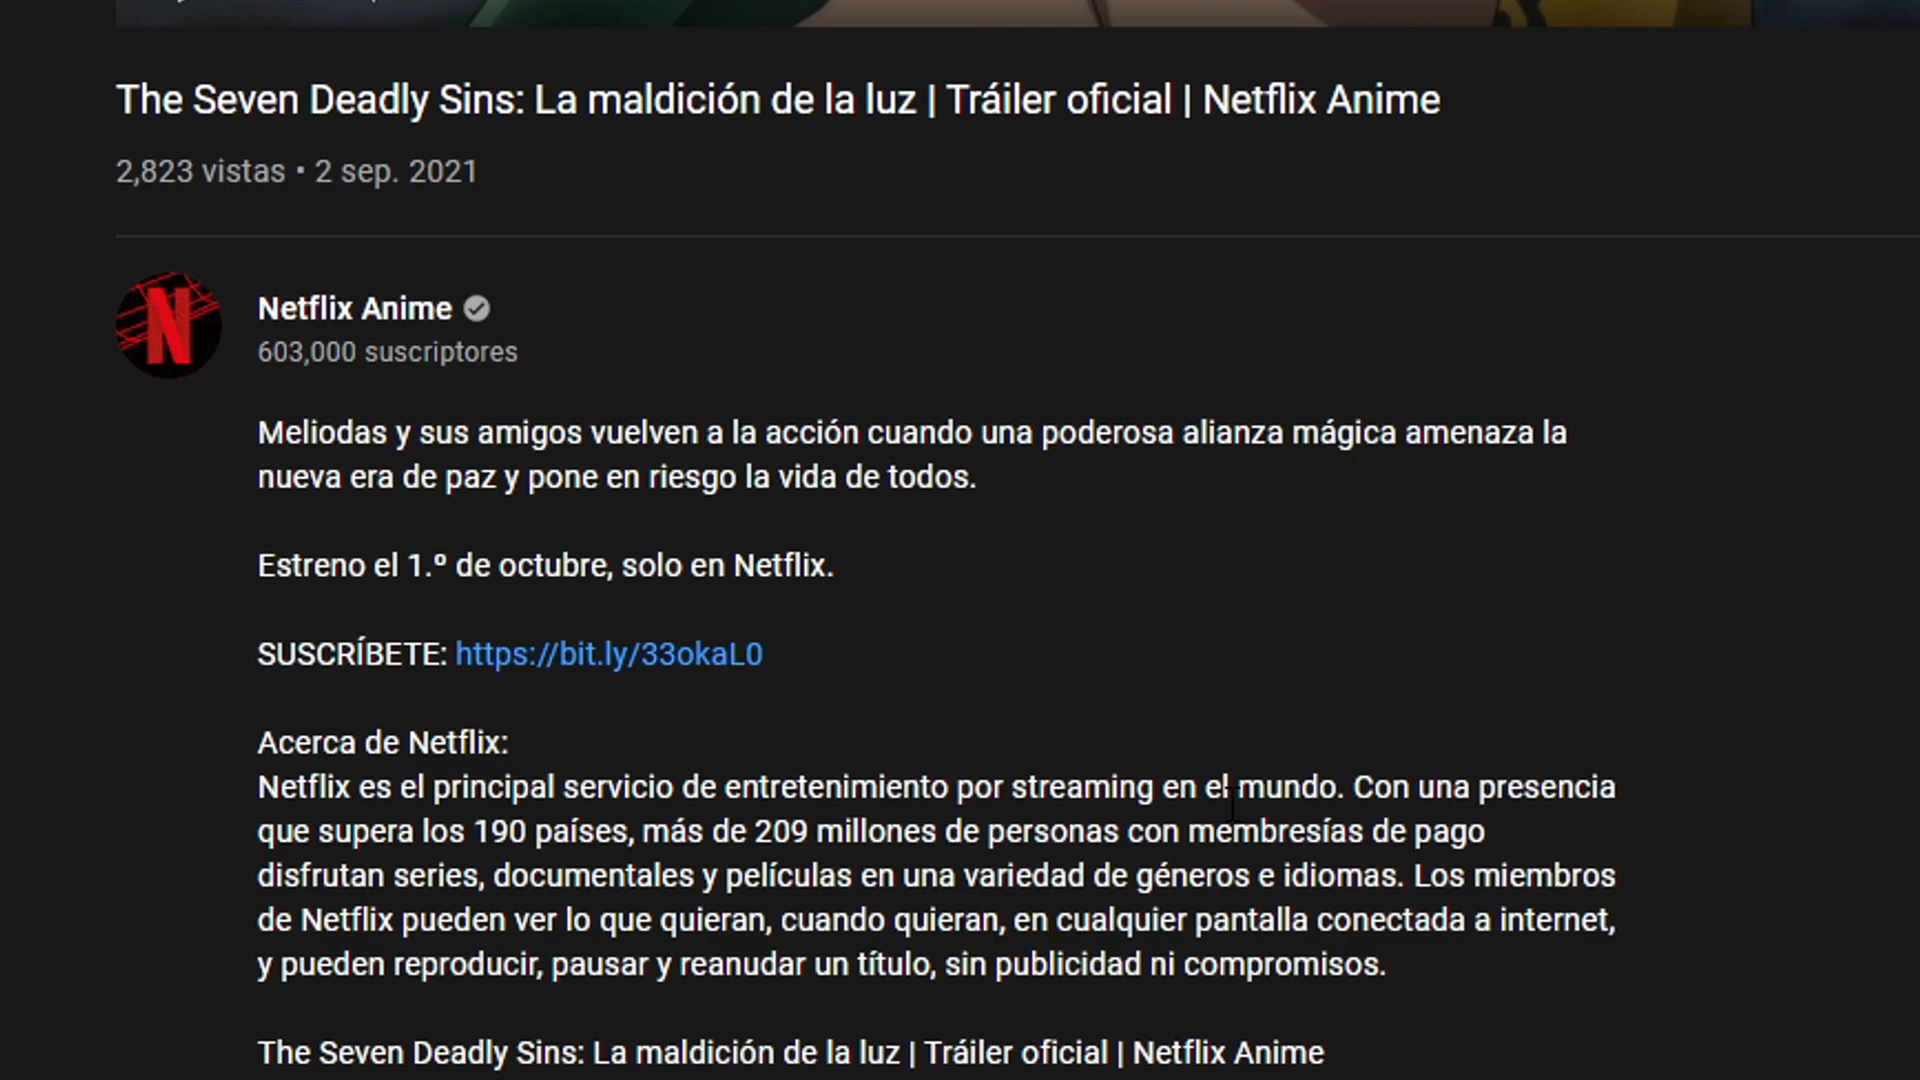 The Seven Deadly Sins: La maldición de la luz | Tráiler oficial | Netflix Anime
2,823 vistas • 2 sep. 2021
N
Netflix Anime
603,000 suscriptores
Meliodas y sus amigos vuelven a la acción cuando una poderosa alianza mágica amenaza la
nueva era de paz y pone en riesgo la vida de todos.
Estreno el 1.º de octubre, solo en Netflix.
SUSCRÍBETE: https://bit.ly/33okaL0
Acerca de Netflix:
Netflix es el principal servicio de entretenimiento por streaming en el mundo. Con una presencia
que supera los 190 países, más de 209 millones de personas con membresías de pago
disfrutan series, documentales y películas en una variedad de géneros e idiomas. Los miembros
de Netflix pueden ver lo que quieran, cuando quieran, en cualquier pantalla conectada a internet,
y pueden reproducir, pausar y reanudar un título, sin publicidad ni compromisos.
The Seven Deadly Sins: La maldición de la luz | Tráiler oficial | Netflix Anime